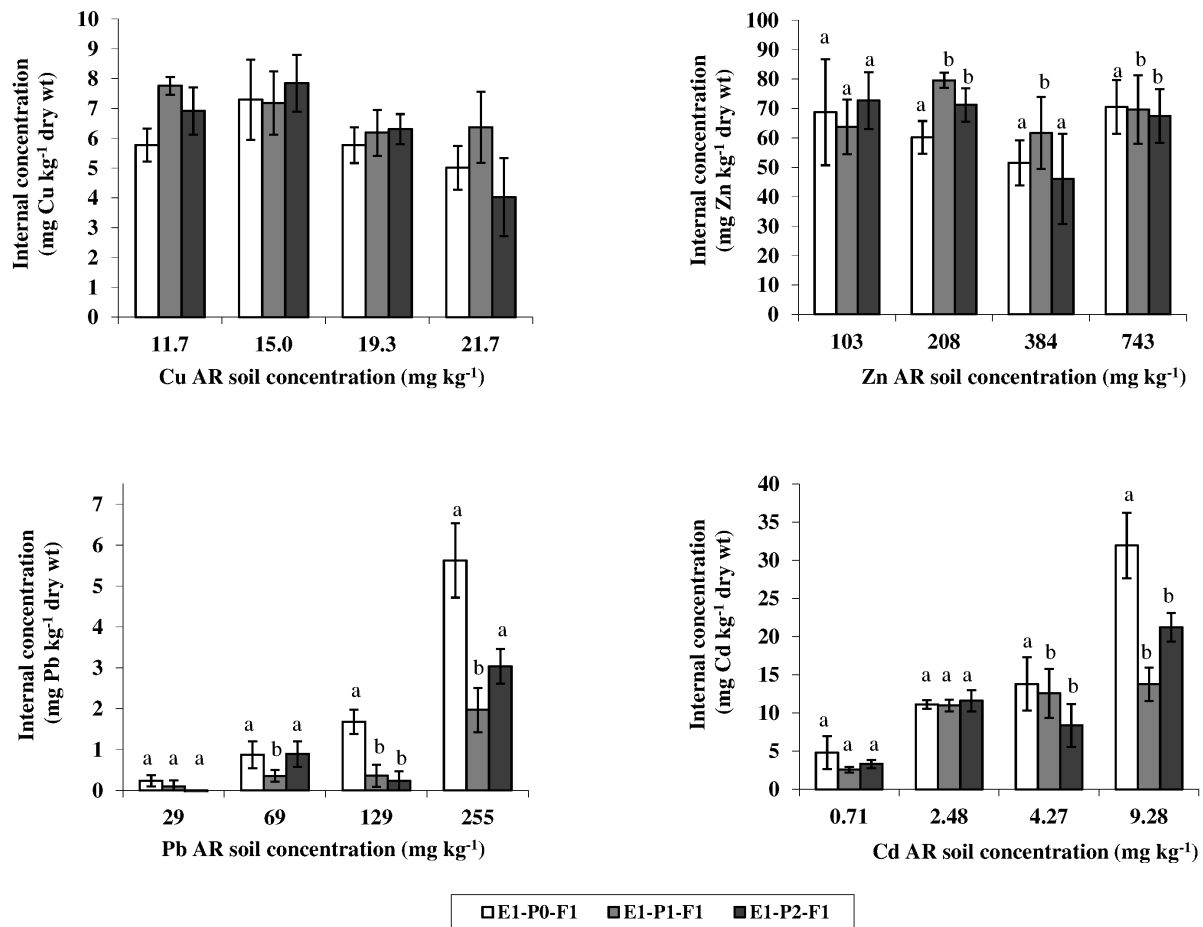 Internal concentration
(mg Cu kg-1 dry wt)
10
9
8
7
6
5
4
3
2
1
0
11.7 15.0 19.3 21.7
Cu AR soil concentration (mg kg-1)
Internal concentration
(mg Zn kg-1 dry wt)
100
90
80
70
60
50
40
30
20
10
0
a a a b b a b a a b b
a
103 208 384 743
Zn AR soil concentration (mg kg-1)
Internal concentration
(mg Pb kg-1 dry wt)
7
6
5
4
3
2
1
0
a a a a b a a b b a b a
29 69 129 255
Pb AR soil concentration (mg kg-1)
Internal concentration
(mg Cd kg-1 dry wt)
40
35
30
25
20
15
10
5
0
a a a a a a a b b a b b
0.71 2.48 4.27 9.28
Cd AR soil concentration (mg kg-1)
E1-P0-F1 E1-P1-F1 E1-P2-F1